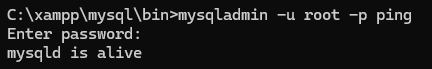 C:\xampp\mysql\bin>mysqladmin -u root -p ping
Enter password:
mysqld is alive